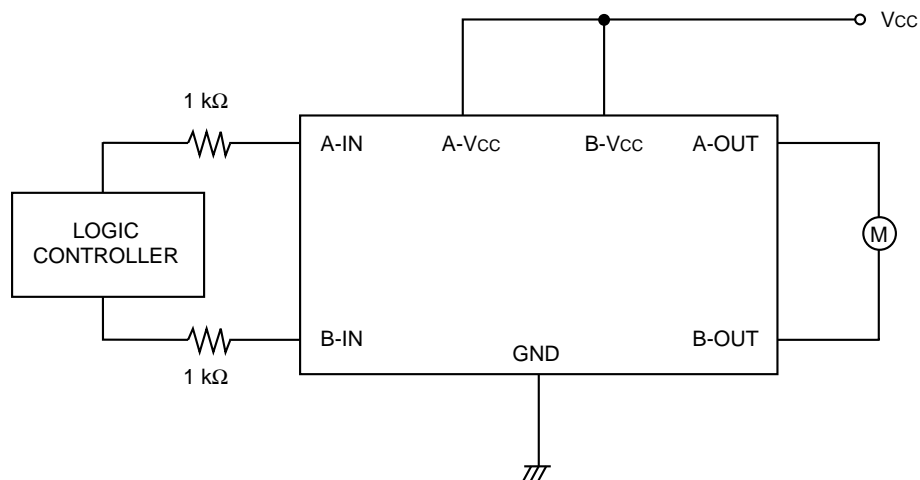 Vcc
1 kΩ
A-IN
A-Vcc
B-Vcc
A-OUT
LOGIC
CONTROLLER
M
B-IN
GND
B-OUT
1 kΩ